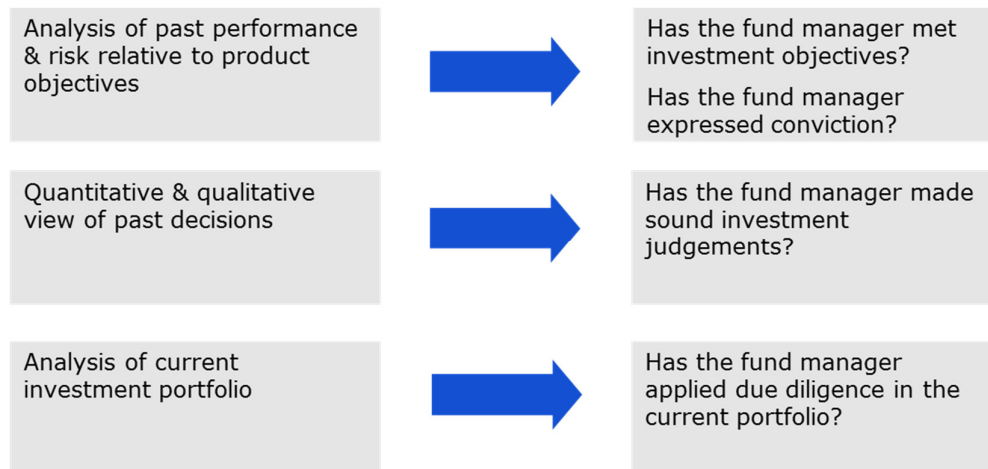 Analysis of past performance
& risk relative to product
objectives
Has the fund manager met
investment objectives?
Has the fund manager
expressed conviction?
Quantitative & qualitative
view of past decisions
Has the fund manager made
sound investment
judgements?
Analysis of current
investment portfolio
Has the fund manager
applied due diligence in the
current portfolio?